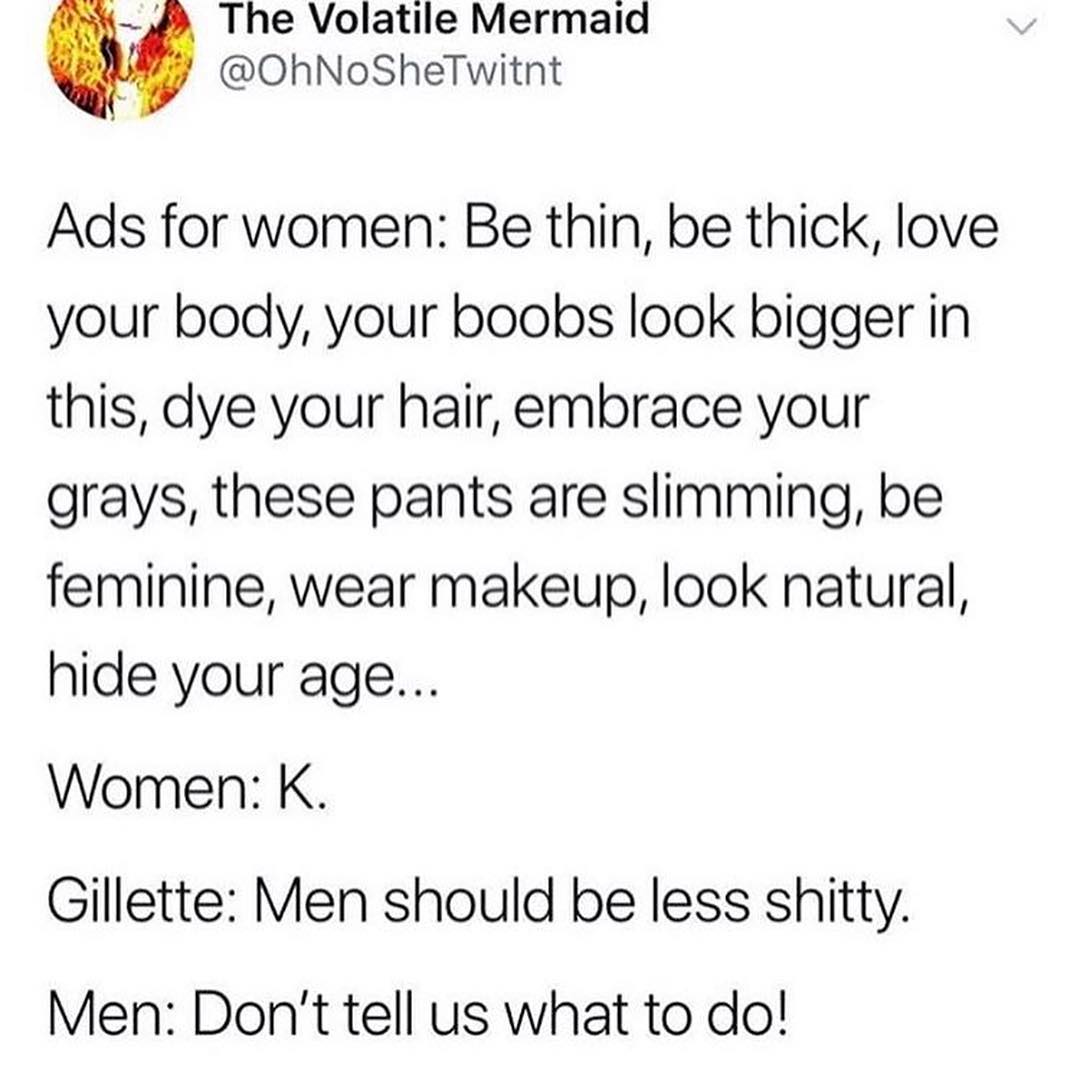 The Volatile Mermaid
@OhNoSheTwitnt
Ads for women: Be thin, be thick, love
your body, your boobs look bigger in
this, dye your hair, embrace your
grays, these pants are slimming, be
feminine, wear makeup, look natural,
hide your age...
Women: K.
Gillette: Men should be less shitty.
Men: Don't tell us what to do!